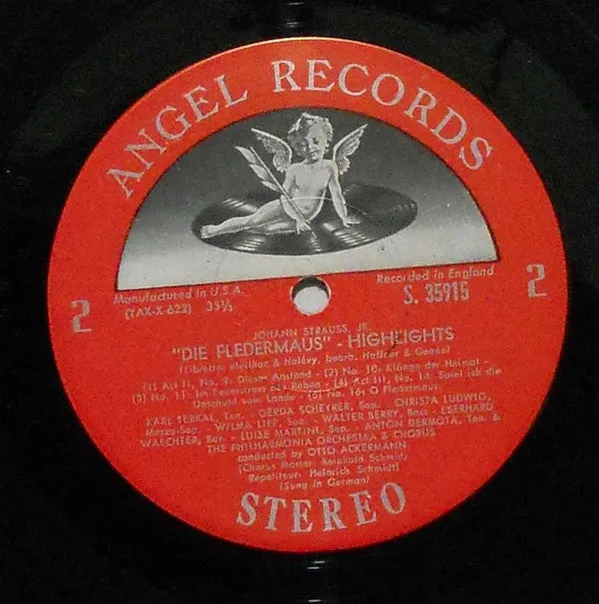 ANGEL RECORDS
2
2
Manufactured in U.S.A.
(YAX-X-622) 33⅓
Recorded in England
S. 35915
JOHANN STRAUSS, JR.
"DIE FLEDERMAUS" - HIGHLIGHTS
(Libretto: Meilhac & Halévy, bearb. Haffner & Genée)
(1) Act II, No. 9: Dieser Anstand - (2) No. 10: Klänge der Heimat -
(3) No. 11: Im Feuerstrom der Reben - (4) Act III, No. 14: Spiel ich die
Unschuld vom Lande - (5) No. 16: O Fledermaus
KARL TERKAL, Ten. - GERDA SCHEYRER, Sop. - CHRISTA LUDWIG,
Mezzo-Sop. - WILMA LIPP, Sop. - WALTER BERRY, Bass - EBERHARD
WAECHTER, Bar. - LUISE MARTINI, Sop. - ANTON DERMOTA, Ten. &
THE PHILHARMONIA ORCHESTRA & CHORUS
conducted by OTTO ACKERMANN
(Chorus Master: Reinhold Schmid)
Repetiteur: Heinrich Schmidt)
(Sung in German)
STEREO